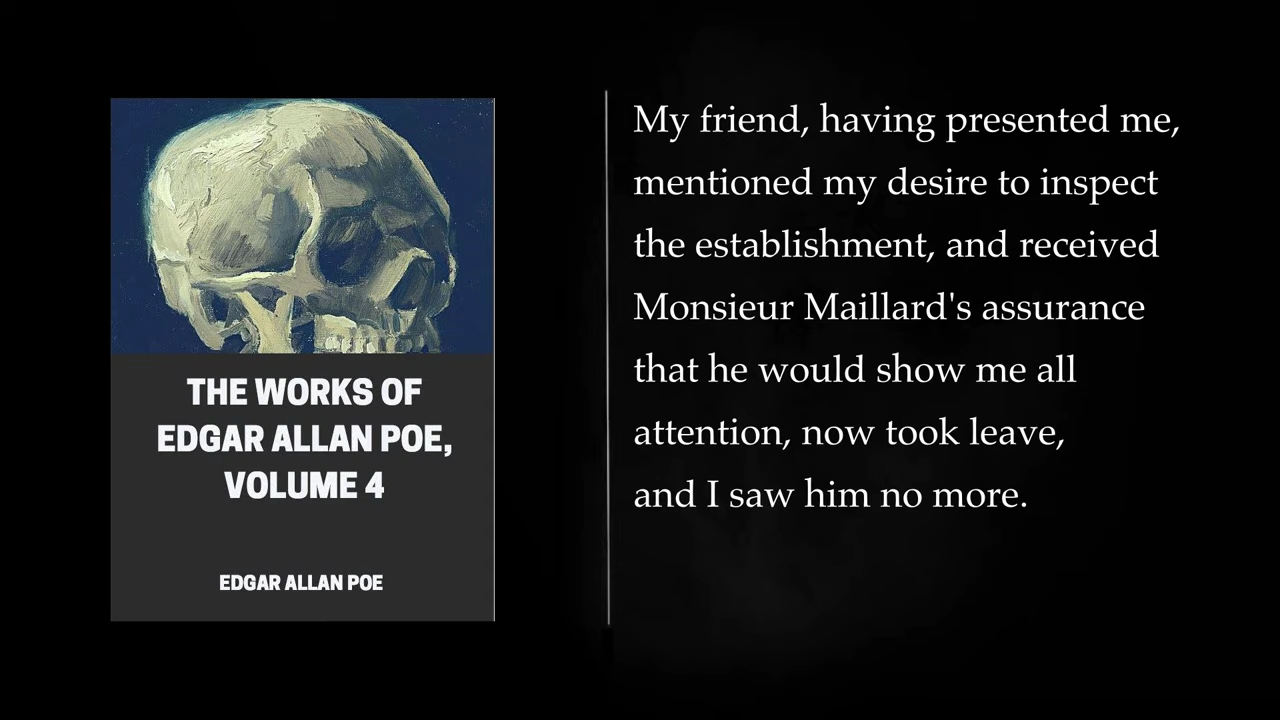 THE WORKS OF
EDGAR ALLAN POE,
VOLUME 4
EDGAR ALLAN POE
My friend, having presented me,
mentioned my desire to inspect
the establishment, and received
Monsieur Maillard's assurance
that he would show me all
attention, now took leave,
and I saw him no more.